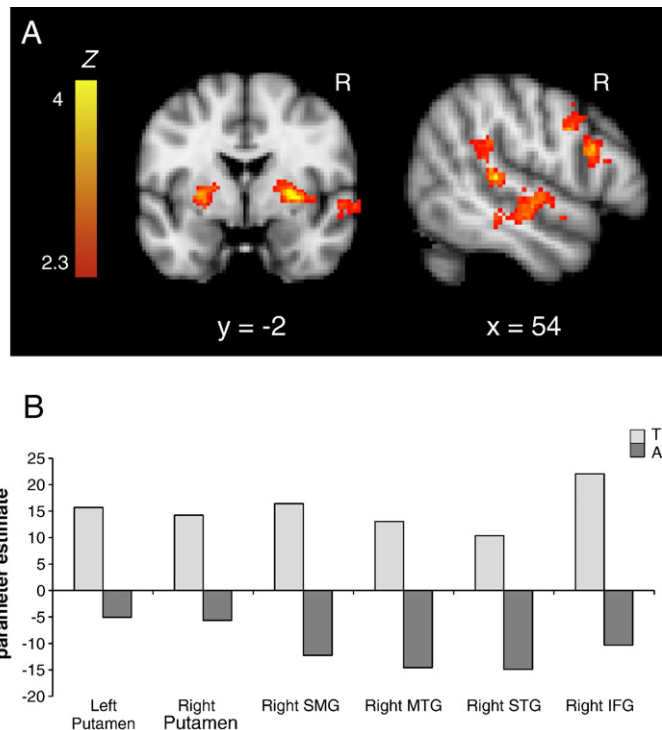 A
Z
4
2.3
R
R
y = -2
x = 54
B
T
A
parameter estimate
25
20
15
10
5
0
-5
-10
-15
-20
Left
Putamen
Right
Putamen
Right SMG
Right MTG
Right STG
Right IFG